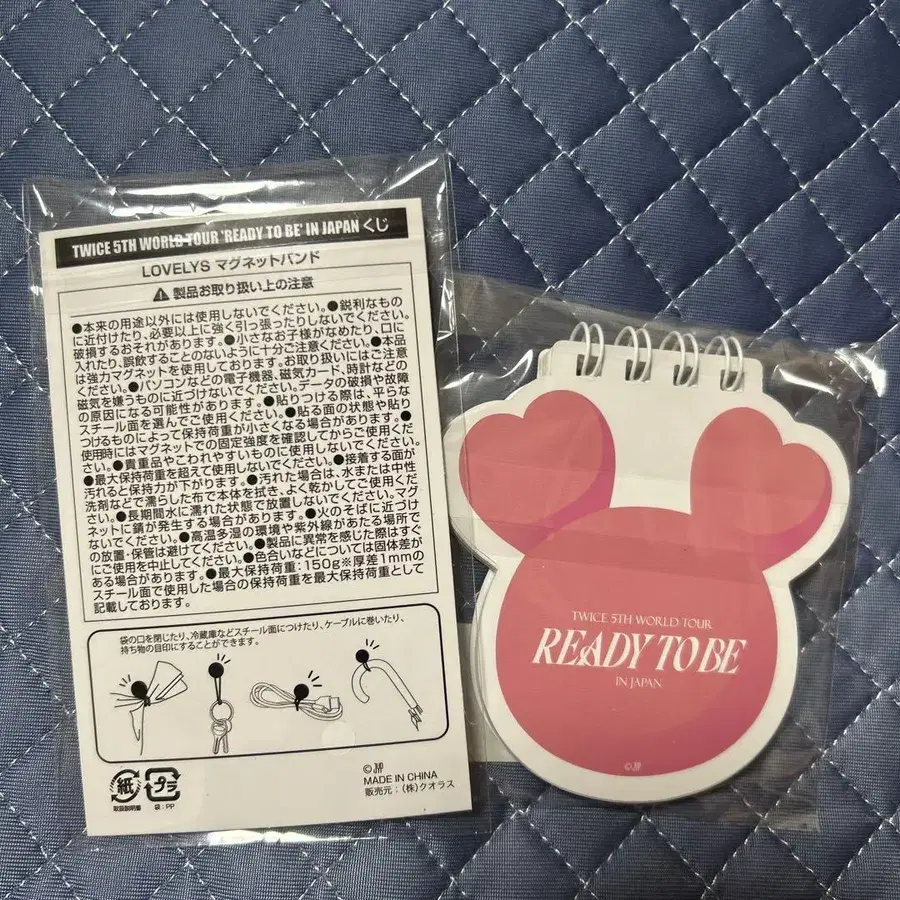 TWICE 5TH WORLD TOUR 'READY TO BE' IN JAPAN くじ
LOVELYS マグネットバンド
製品お取り扱い上の注意
●本来の用途以外には使用しないでください。●鋭利なもの
に近付けたり、必要以上に強く引っ張ったりしないでください。
破損するおそれがあります。●小さなお子様がなめたり、口に
入れたり、誤飲することのないように十分ご注意ください。●本品
は強力マグネットを使用しております。お取り扱いにはご注意
ください。●パソコンなどの電子機器、磁気カード、時計などの
磁気を嫌うものに近づけないでください。データの破損や故障
の原因になる可能性があります。●貼りつける際は、平らな
スチール面を選んでご使用ください。●貼る面の状態や貼り
つけるものによって保持荷重が小さくなる場合があります。●
使用時にはマグネットでの固定強度を確認してからご使用くだ
さい。●貴重品やこわれやすいものに使用しないでください。
●最大保持荷重を超えて使用しないでください。●接着する面が
汚れると保持力が下がります。●汚れた場合は、水または中性
洗剤などで濡らした布で本体を拭き、よく乾かしてご使用くだ
さい。●長期間水に濡れた状態で放置しないでください。マグ
ネットに錆が発生する場合があります。●火のそばに近づけ
ないでください。●高温多湿の環境や紫外線があたる場所で
の放置・保管は避けてください。●製品に異常を感じた際はすぐ
に使用を中止してください。●色合いなどについては固体差が
ある場合があります。●最大保持荷重:150g※厚差1mmの
スチール面で使用した場合の保持荷重を最大保持荷重として
記載しております。
袋の口を閉じたり、冷蔵庫などスチール面につけたり、ケーブルに巻いたり、
持ち物の目印にすることができます。
紙
取扱説明書
プラ
袋:PP
©JYP
MADE IN CHINA
販売元:(株)クオラス
TWICE 5TH WORLD TOUR
READY TO BE
IN JAPAN
©JYP